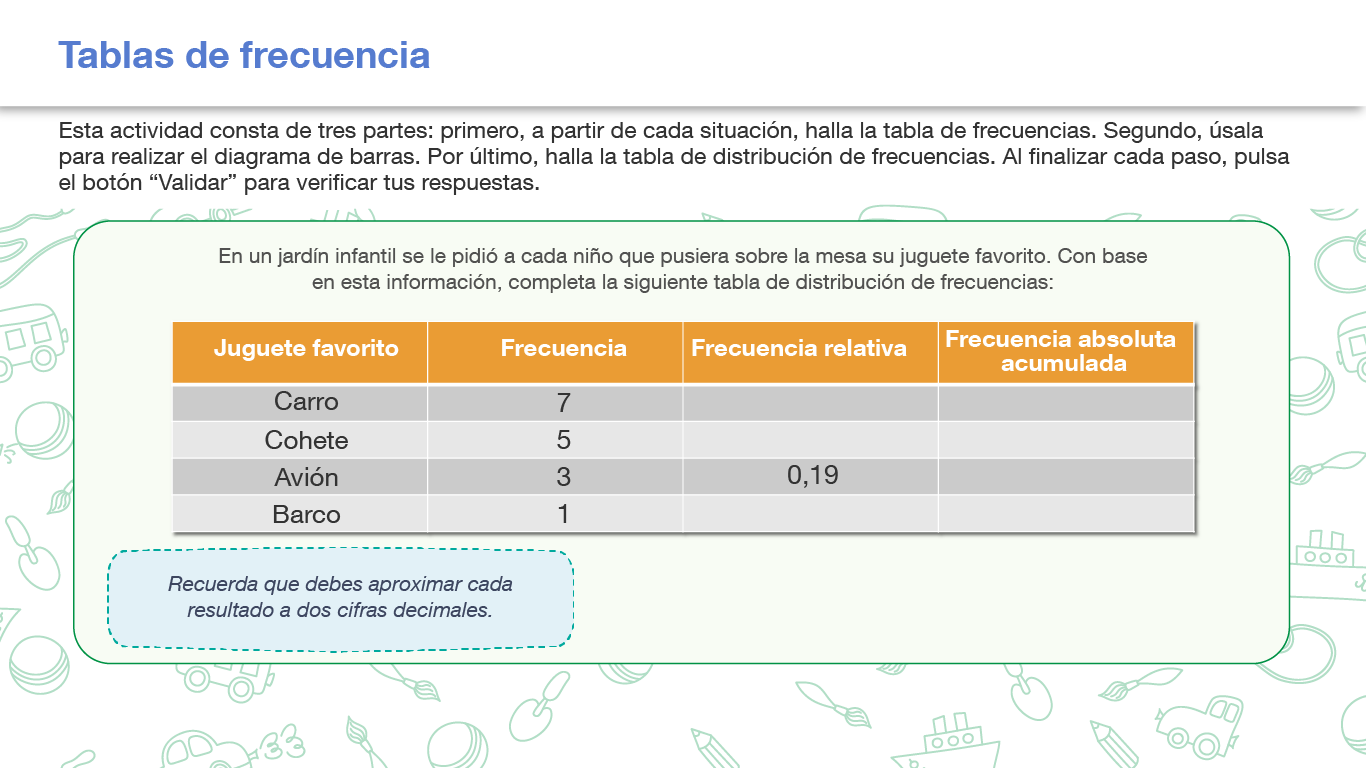 Tablas de frecuencia
Esta actividad consta de tres partes: primero, a partir de cada situación, halla la tabla de frecuencias. Segundo, úsala
para realizar el diagrama de barras. Por último, halla la tabla de distribución de frecuencias. Al finalizar cada paso, pulsa
el botón “Validar” para verificar tus respuestas.
En un jardín infantil se le pidió a cada niño que pusiera sobre la mesa su juguete favorito. Con base
en esta información, completa la siguiente tabla de distribución de frecuencias:
Juguete favorito Frecuencia Frecuencia relativa Frecuencia absoluta
acumulada
Carro 7
Cohete 5
Avión 3 0,19
Barco 1
Recuerda que debes aproximar cada
resultado a dos cifras decimales.